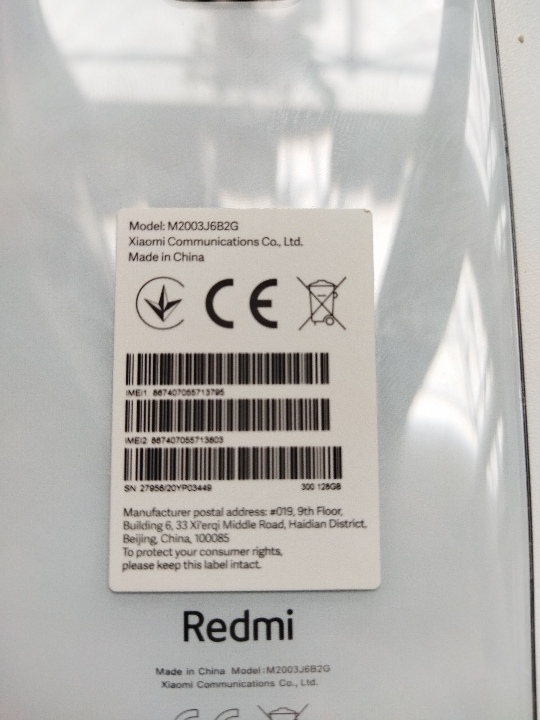 Model: M2003J6B2G
Xiaomi Communications Co., Ltd.
Made in China
CE
IMEI1 867407055713795
IMEI2 867407055713803
SN: 27956/20YP03449 300 128GB
Manufacturer postal address: #019, 9th Floor,
Building 6, 33 Xi'erqi Middle Road, Haidian District,
Beijing, China, 100085
To protect your consumer rights,
please keep this label intact.
Redmi
Made in China Model:M2003J6B2G
Xiaomi Communications Co., Ltd.
CE